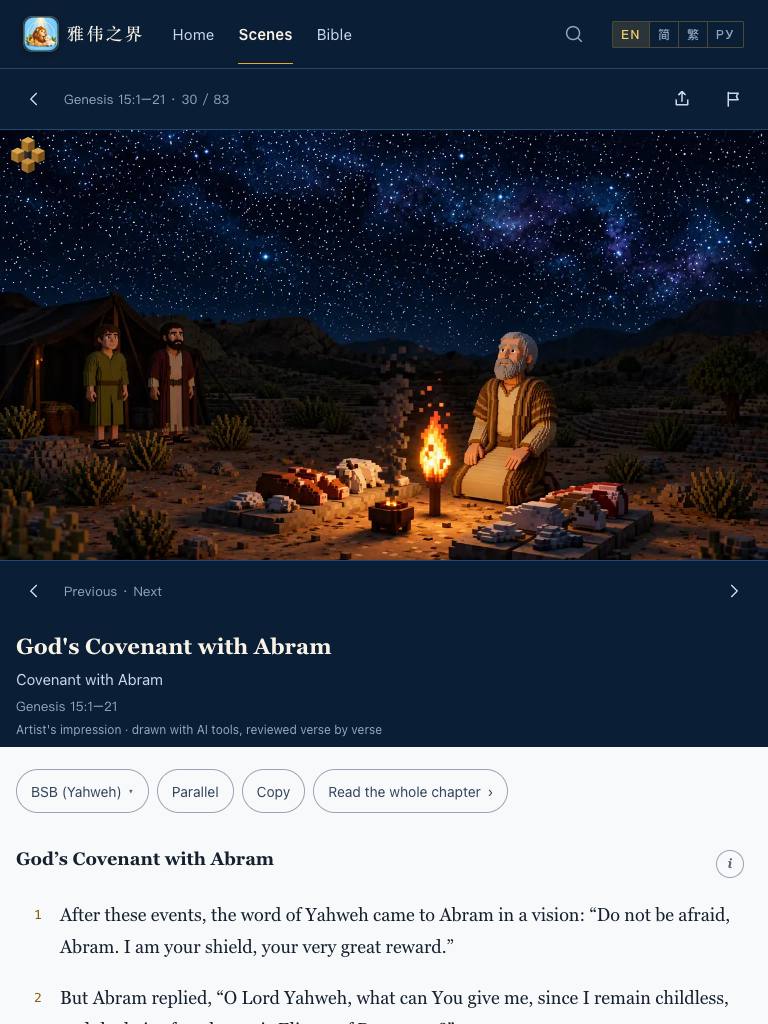 雅伟之界 Home Scenes Bible EN 简 繁 РУ
Genesis 15:1–21 · 30 / 83
Previous · Next
God's Covenant with Abram
Covenant with Abram
Genesis 15:1–21
Artist's impression · drawn with AI tools, reviewed verse by verse
BSB (Yahweh) Parallel Copy Read the whole chapter ›
God’s Covenant with Abram
i
1 After these events, the word of Yahweh came to Abram in a vision: “Do not be afraid,
Abram. I am your shield, your very great reward.”
2 But Abram replied, “O Lord Yahweh, what can You give me, since I remain childless,